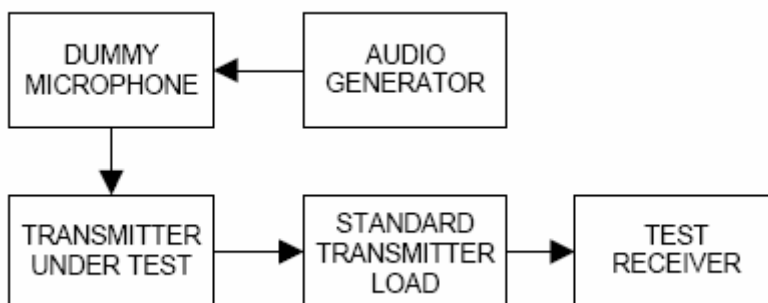 DUMMY
MICROPHONE
AUDIO
GENERATOR
TRANSMITTER
UNDER TEST
STANDARD
TRANSMITTER
LOAD
TEST
RECEIVER